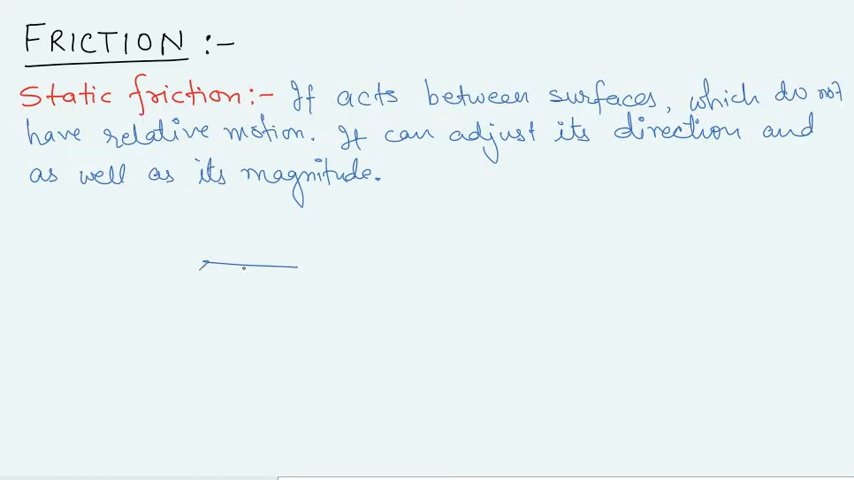 FRICTION :-
Static friction:- It acts between surfaces, which do not
have relative motion. It can adjust its direction and
as well as its magnitude.